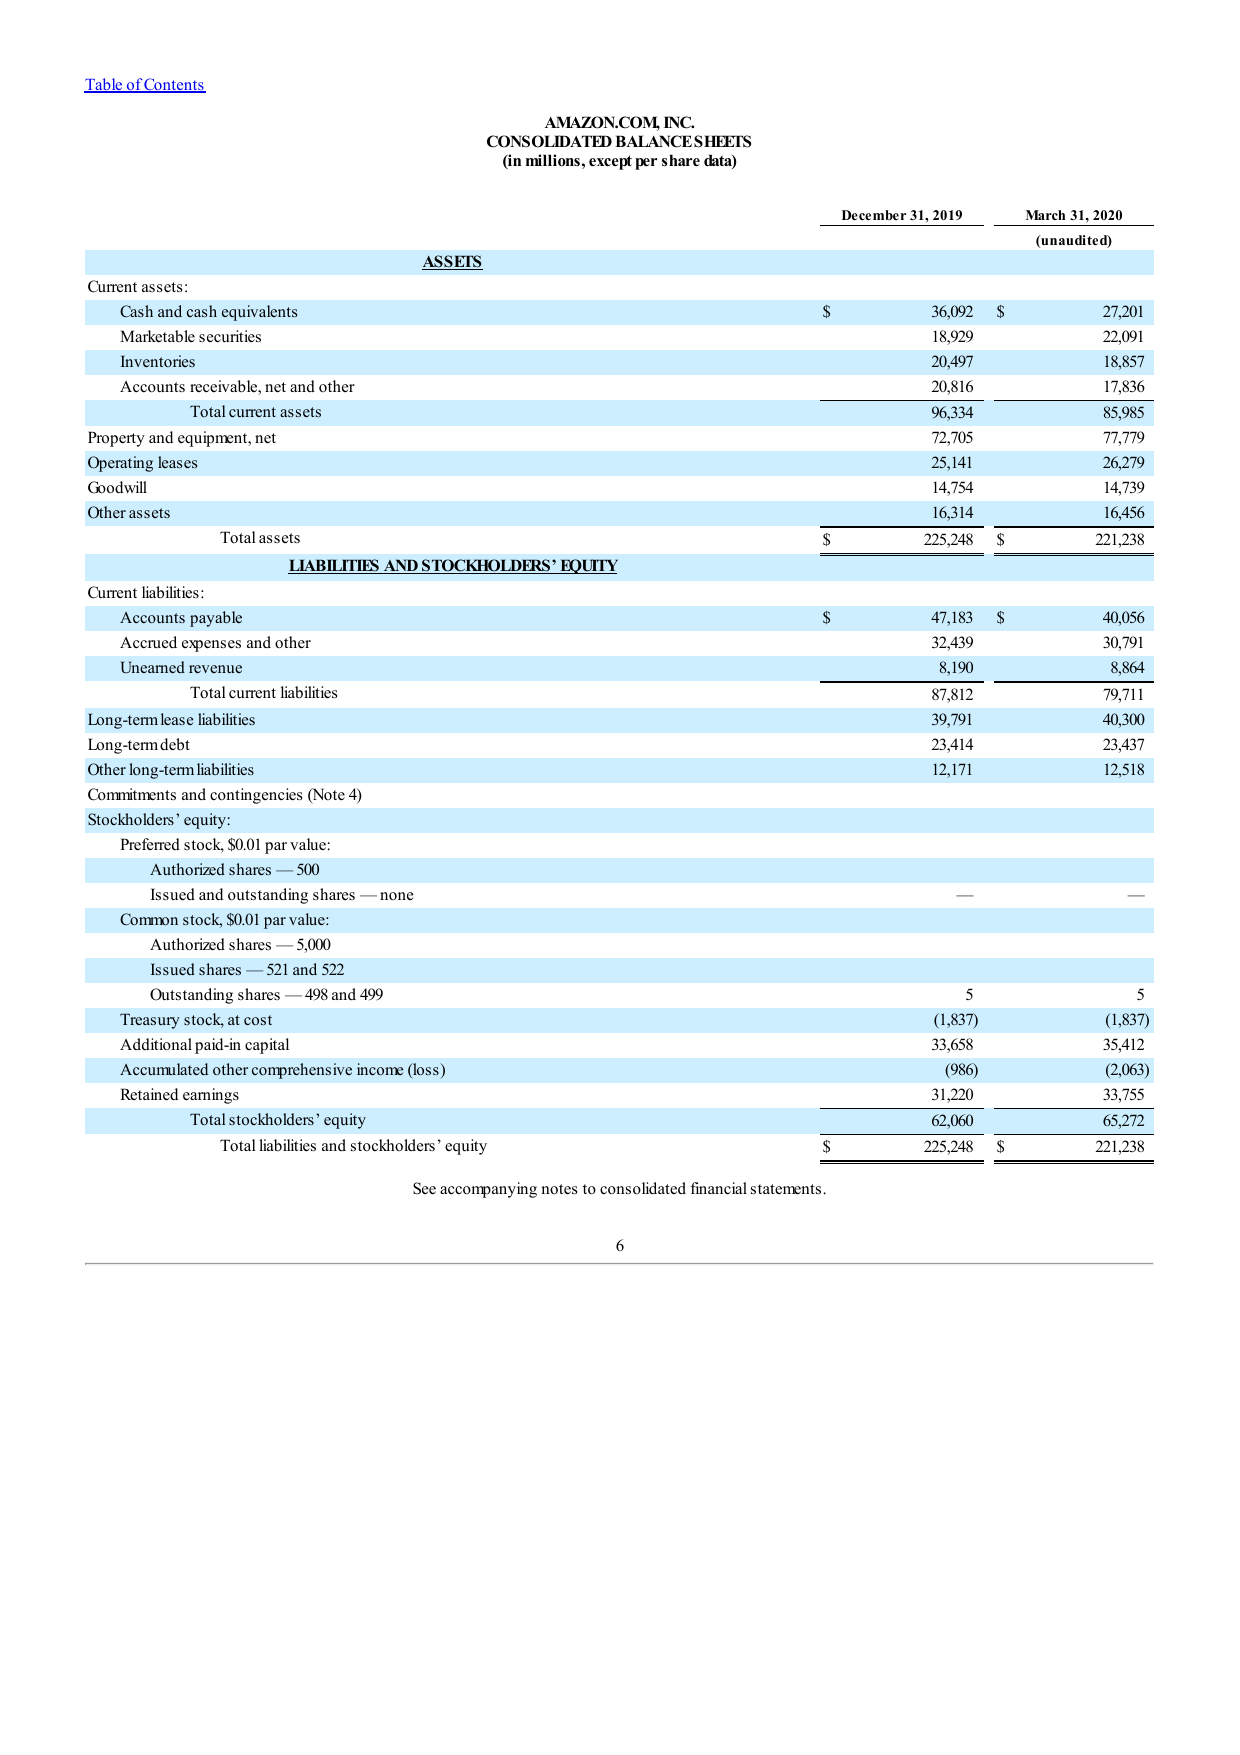 Table of Contents
AMAZON.COM, INC.
CONSOLIDATED BALANCE SHEETS
(in millions, except per share data)
December 31, 2019 March 31, 2020
(unaudited)
ASSETS
Current assets:
Cash and cash equivalents $ 36,092 $ 27,201
Marketable securities 18,929 22,091
Inventories 20,497 18,857
Accounts receivable, net and other 20,816 17,836
Total current assets 96,334 85,985
Property and equipment, net 72,705 77,779
Operating leases 25,141 26,279
Goodwill 14,754 14,739
Other assets 16,314 16,456
Total assets $ 225,248 $ 221,238
LIABILITIES AND STOCKHOLDERS’ EQUITY
Current liabilities:
Accounts payable $ 47,183 $ 40,056
Accrued expenses and other 32,439 30,791
Unearned revenue 8,190 8,864
Total current liabilities 87,812 79,711
Long-term lease liabilities 39,791 40,300
Long-term debt 23,414 23,437
Other long-term liabilities 12,171 12,518
Commitments and contingencies (Note 4)
Stockholders’ equity:
Preferred stock, $0.01 par value:
Authorized shares — 500
Issued and outstanding shares — none — —
Common stock, $0.01 par value:
Authorized shares — 5,000
Issued shares — 521 and 522
Outstanding shares — 498 and 499 5 5
Treasury stock, at cost (1,837) (1,837)
Additional paid-in capital 33,658 35,412
Accumulated other comprehensive income (loss) (986) (2,063)
Retained earnings 31,220 33,755
Total stockholders’ equity 62,060 65,272
Total liabilities and stockholders’ equity $ 225,248 $ 221,238
See accompanying notes to consolidated financial statements.
6